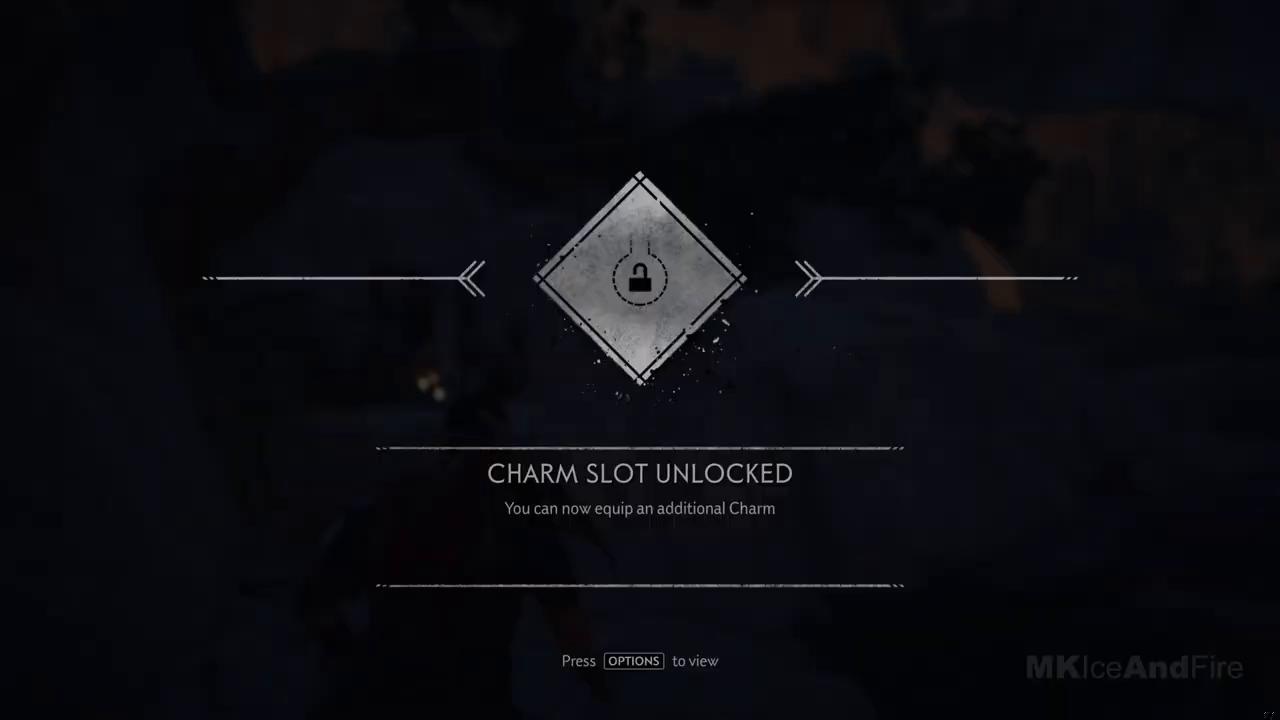 CHARM SLOT UNLOCKED
You can now equip an additional Charm
Press OPTIONS to view
MKIceAndFire